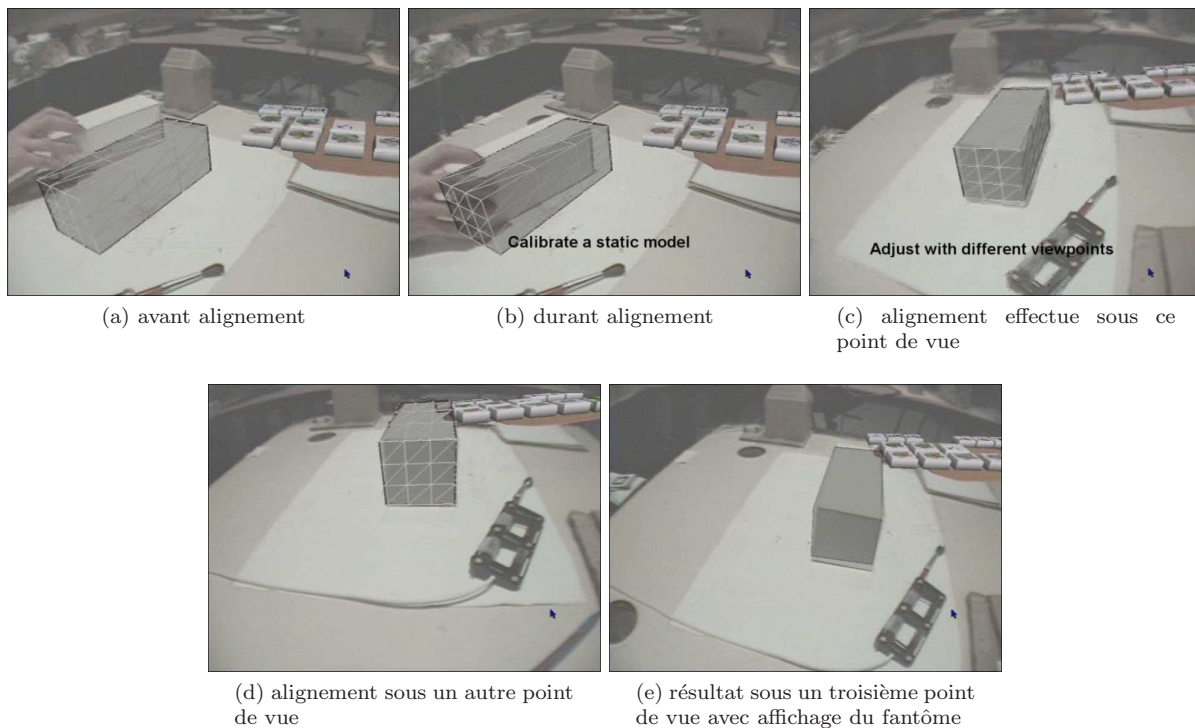 Calibrate a static model
Adjust with different viewpoints
(a) avant alignement
(b) durant alignement
(c) alignement effectue sous ce
point de vue
(d) alignement sous un autre point
de vue
(e) résultat sous un troisième point
de vue avec affichage du fantôme